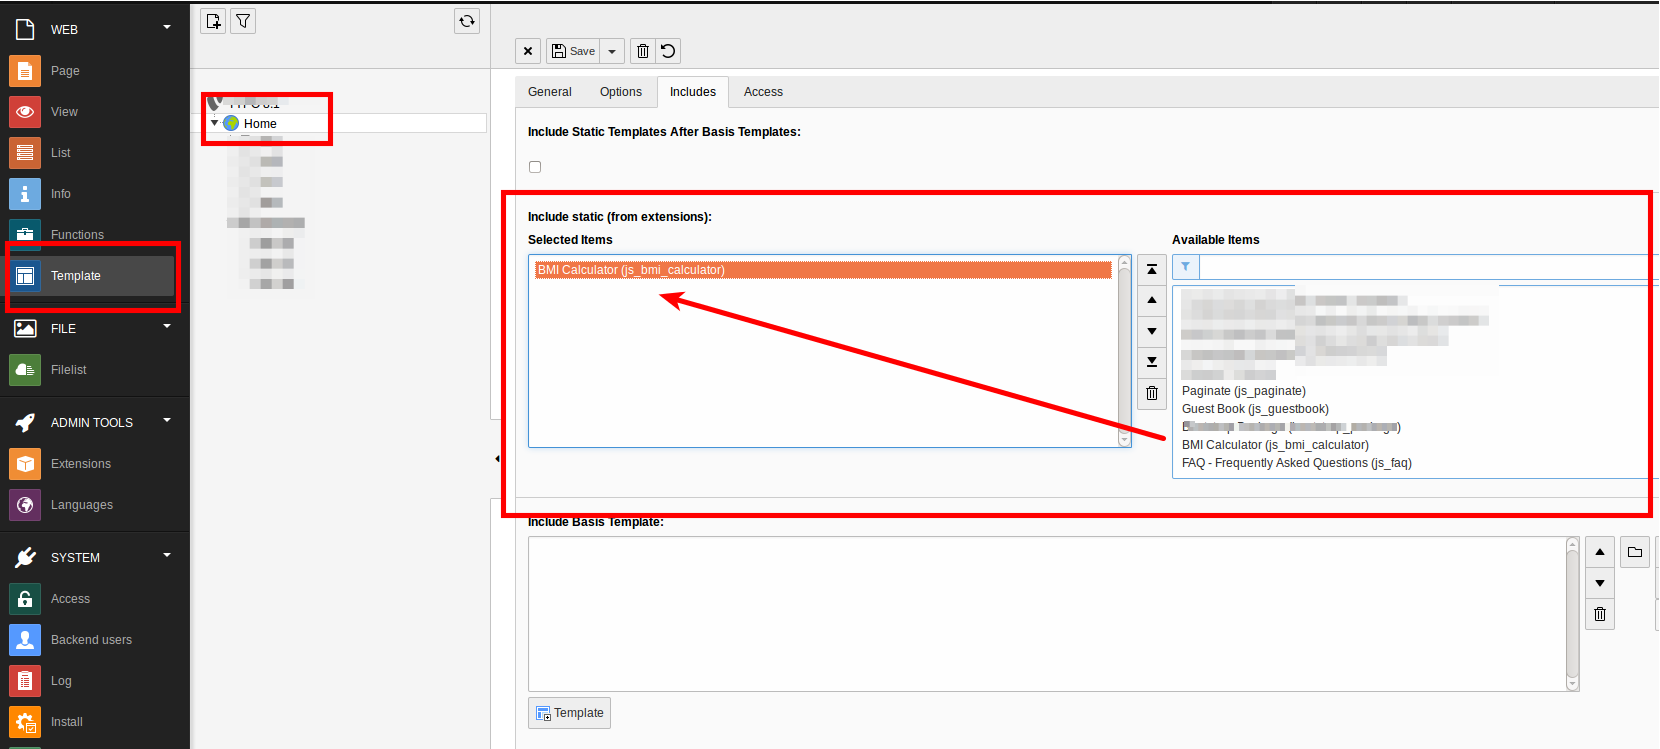 WEB
Page
View
List
Info
Functions
Template
FILE
Filelist
ADMIN TOOLS
Extensions
Languages
SYSTEM
Access
Backend users
Log
Install
Home
Save
General
Options
Includes
Access
Include Static Templates After Basis Templates:
Include static (from extensions):
Selected Items
BMI Calculator (js_bmi_calculator)
Available Items
Paginate (js_paginate)
Guest Book (js_guestbook)
BMI Calculator (js_bmi_calculator)
FAQ - Frequently Asked Questions (js_faq)
Include Basis Template:
Template